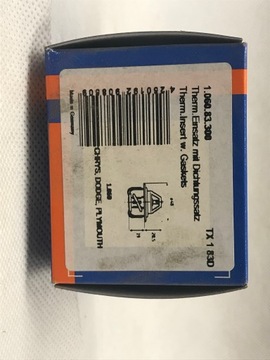 1.060.83.300
TX 1 83D
Therm.Einsatz mit Dichtungssatz
Therm.Insert w. Gaskets
Made in Germany
CHRYS, DODGE, PLYMOUTH